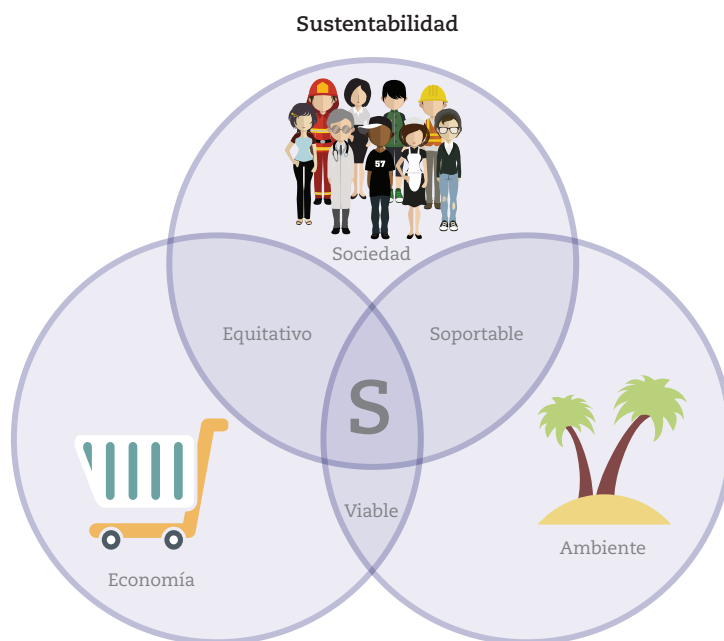 Sustentabilidad
57
Sociedad
Equitativo
Soportable
S
Viable
Economía
Ambiente